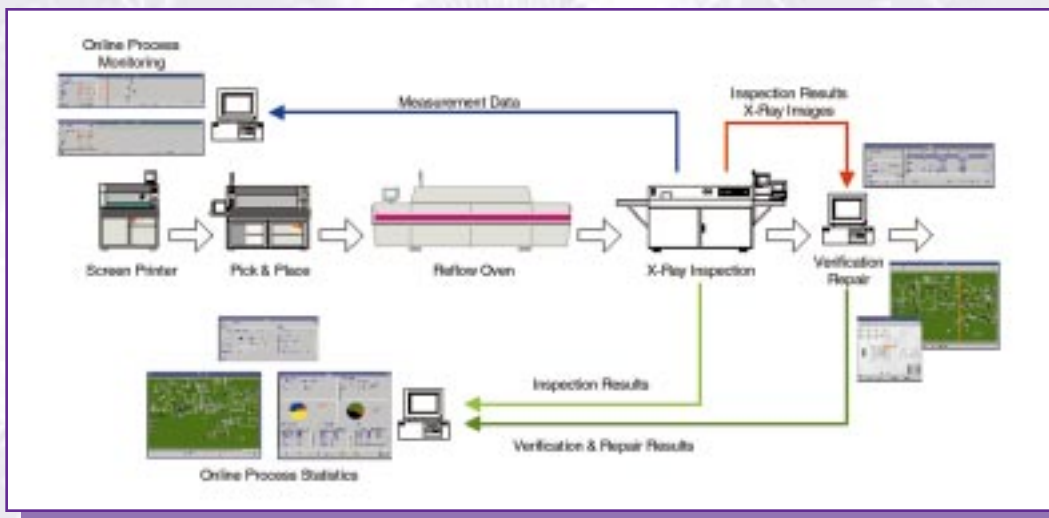 Online Process
Monitoring
Measurement Data
Inspection Results
X-Ray Images
Screen Printer
Pick & Place
Reflow Oven
X-Ray Inspection
Verification
Repair
Inspection Results
Verification & Repair Results
Online Process Statistics